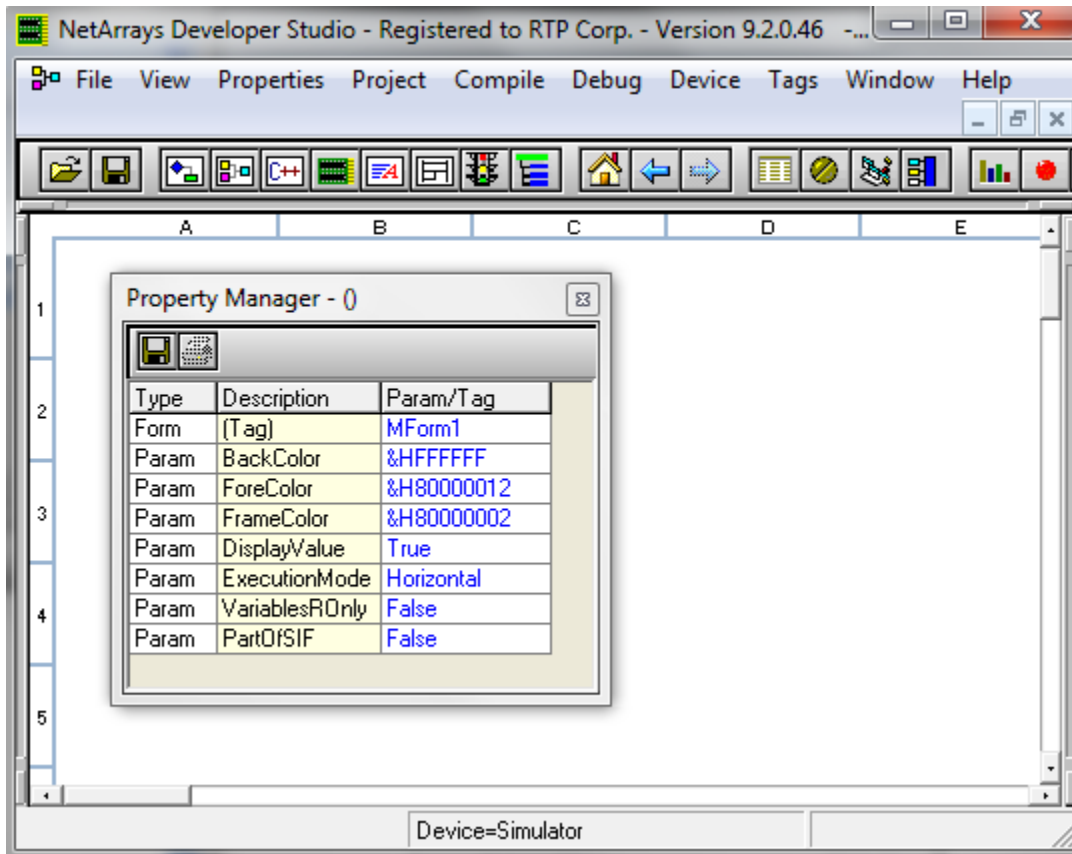 NetArrays Developer Studio - Registered to RTP Corp. - Version 9.2.0.46 -...
File View Properties Project Compile Debug Device Tags Window Help
C++
A B C D E
1
2
3
4
5
Property Manager - ()
Type Description Param/Tag
Form (Tag) MForm1
Param BackColor &HFFFFFF
Param ForeColor &H80000012
Param FrameColor &H80000002
Param DisplayValue True
Param ExecutionMode Horizontal
Param VariablesROnly False
Param PartOfSIF False
Device=Simulator